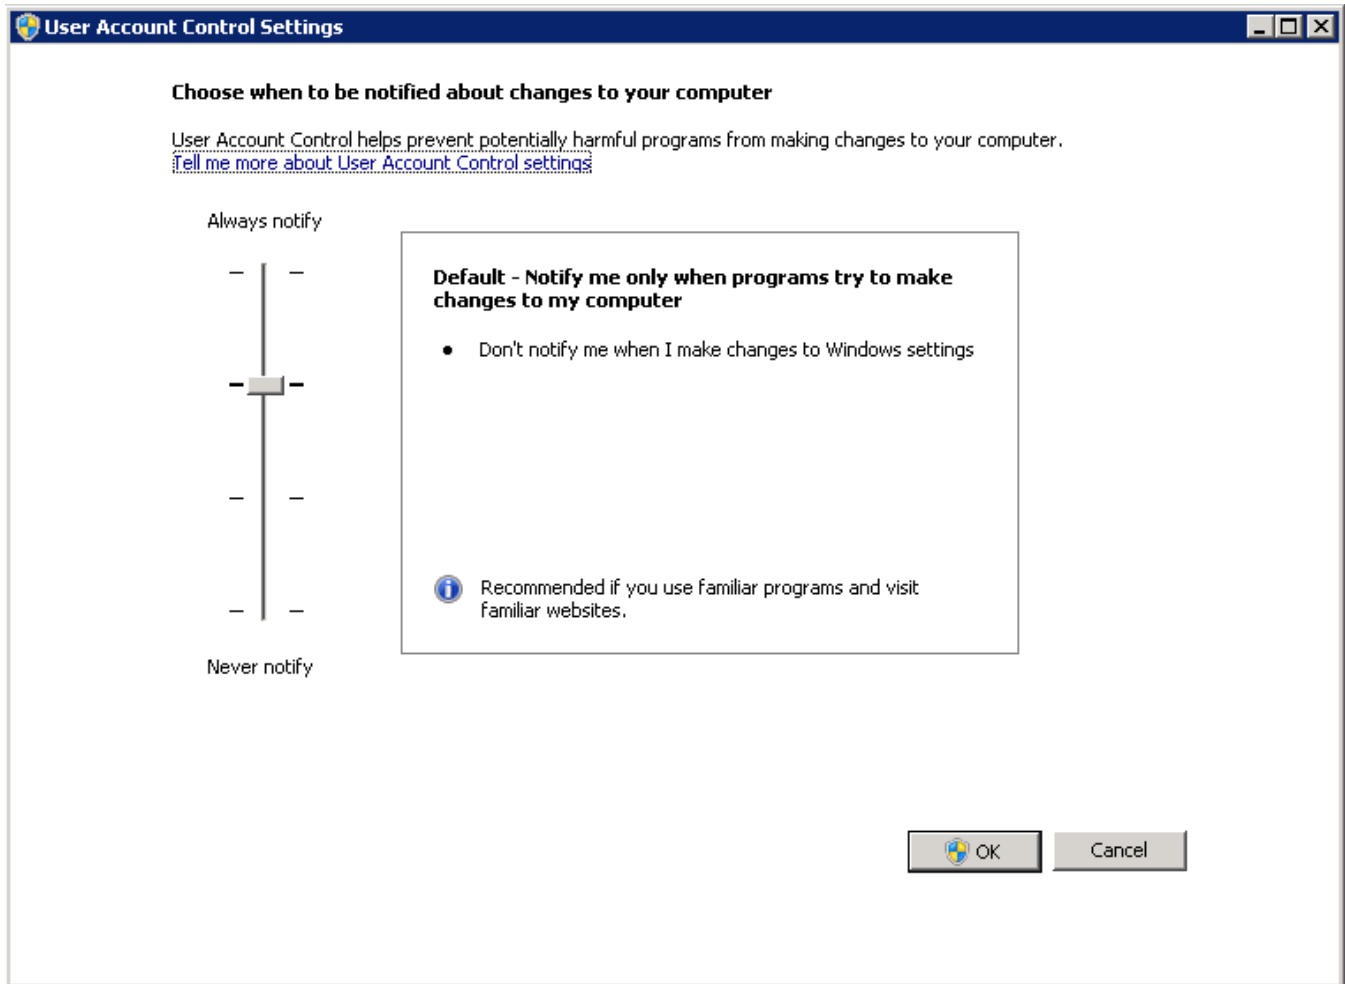 User Account Control Settings
Choose when to be notified about changes to your computer
User Account Control helps prevent potentially harmful programs from making changes to your computer.
Tell me more about User Account Control settings
Always notify
Default - Notify me only when programs try to make
changes to my computer
• Don't notify me when I make changes to Windows settings
Recommended if you use familiar programs and visit
familiar websites.
Never notify
OK
Cancel